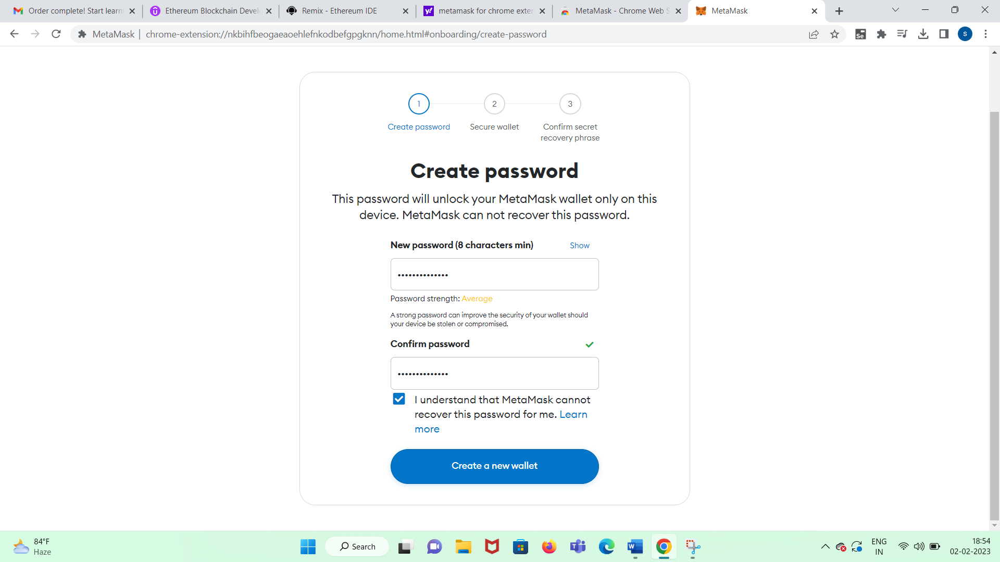 Order complete! Start learn
Ethereum Blockchain Devel
Remix - Ethereum IDE
metamask for chrome exten
MetaMask - Chrome Web S
MetaMask
MetaMask | chrome-extension://nkbihfbeogaeaoehlefnkodbefgpgknn/home.html#onboarding/create-password
Se
s
1
2
3
Create password
Secure wallet
Confirm secret
recovery phrase
Create password
This password will unlock your MetaMask wallet only on this
device. MetaMask can not recover this password.
New password (8 characters min)
Show
••••••••••••••
Password strength: Average
A strong password can improve the security of your wallet should
your device be stolen or compromised.
Confirm password
••••••••••••••
I understand that MetaMask cannot
recover this password for me. Learn
more
Create a new wallet
84°F
Haze
Search
ENG
IN
18:54
02-02-2023